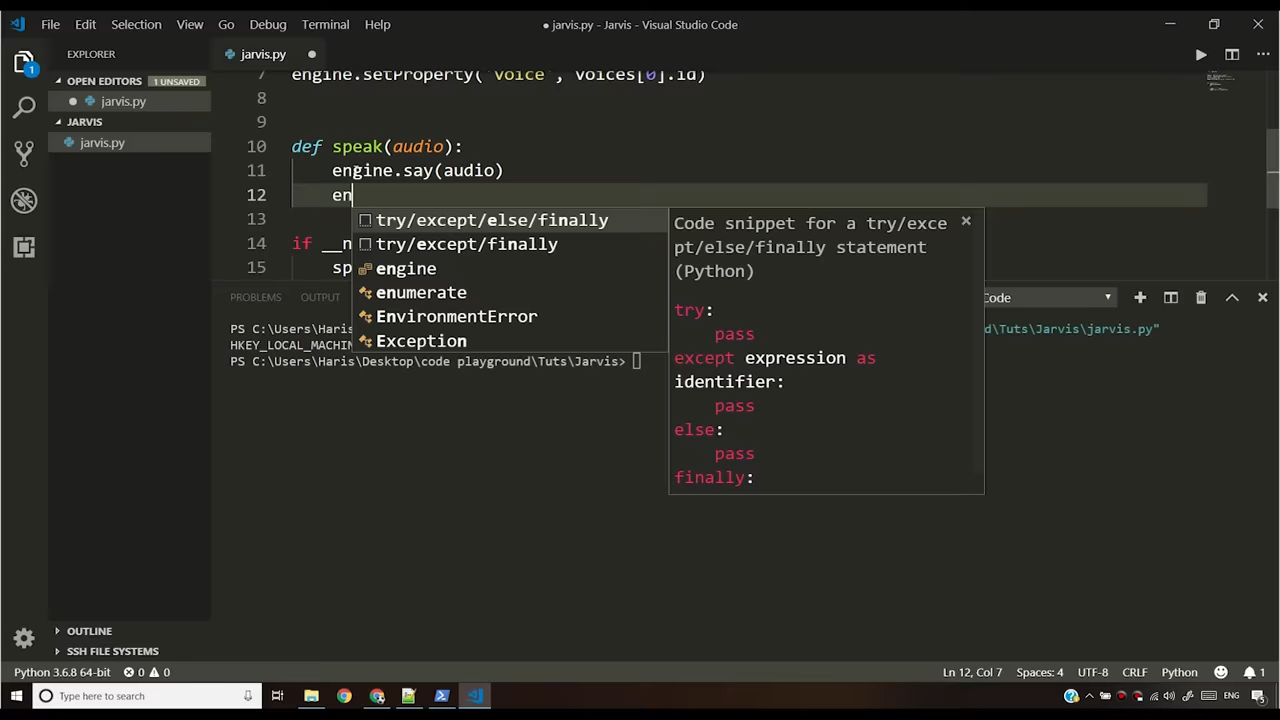 File Edit Selection View Go Debug Terminal Help
● jarvis.py - Jarvis - Visual Studio Code
EXPLORER
jarvis.py ●
OPEN EDITORS 1 UNSAVED
● jarvis.py
JARVIS
jarvis.py
7 engine.setProperty('voice', voices[0].id)
8
9
10 def speak(audio):
11 engine.say(audio)
12 en
13
14 if __n
15 sp
try/except/else/finally
try/except/finally
engine
enumerate
EnvironmentError
Exception
Code snippet for a try/exce
pt/else/finally statement
(Python)
try:
pass
except expression as
identifier:
pass
else:
pass
finally:
PROBLEMS OUTPUT
Code
PS C:\Users\Haris d\Tuts\Jarvis\jarvis.py"
HKEY_LOCAL_MACHIN
PS C:\Users\Haris\Desktop\code playground\Tuts\Jarvis>
OUTLINE
SSH FILE SYSTEMS
Python 3.6.8 64-bit 0 0 Ln 12, Col 7 Spaces: 4 UTF-8 CRLF Python 1
Type here to search
ENG 5